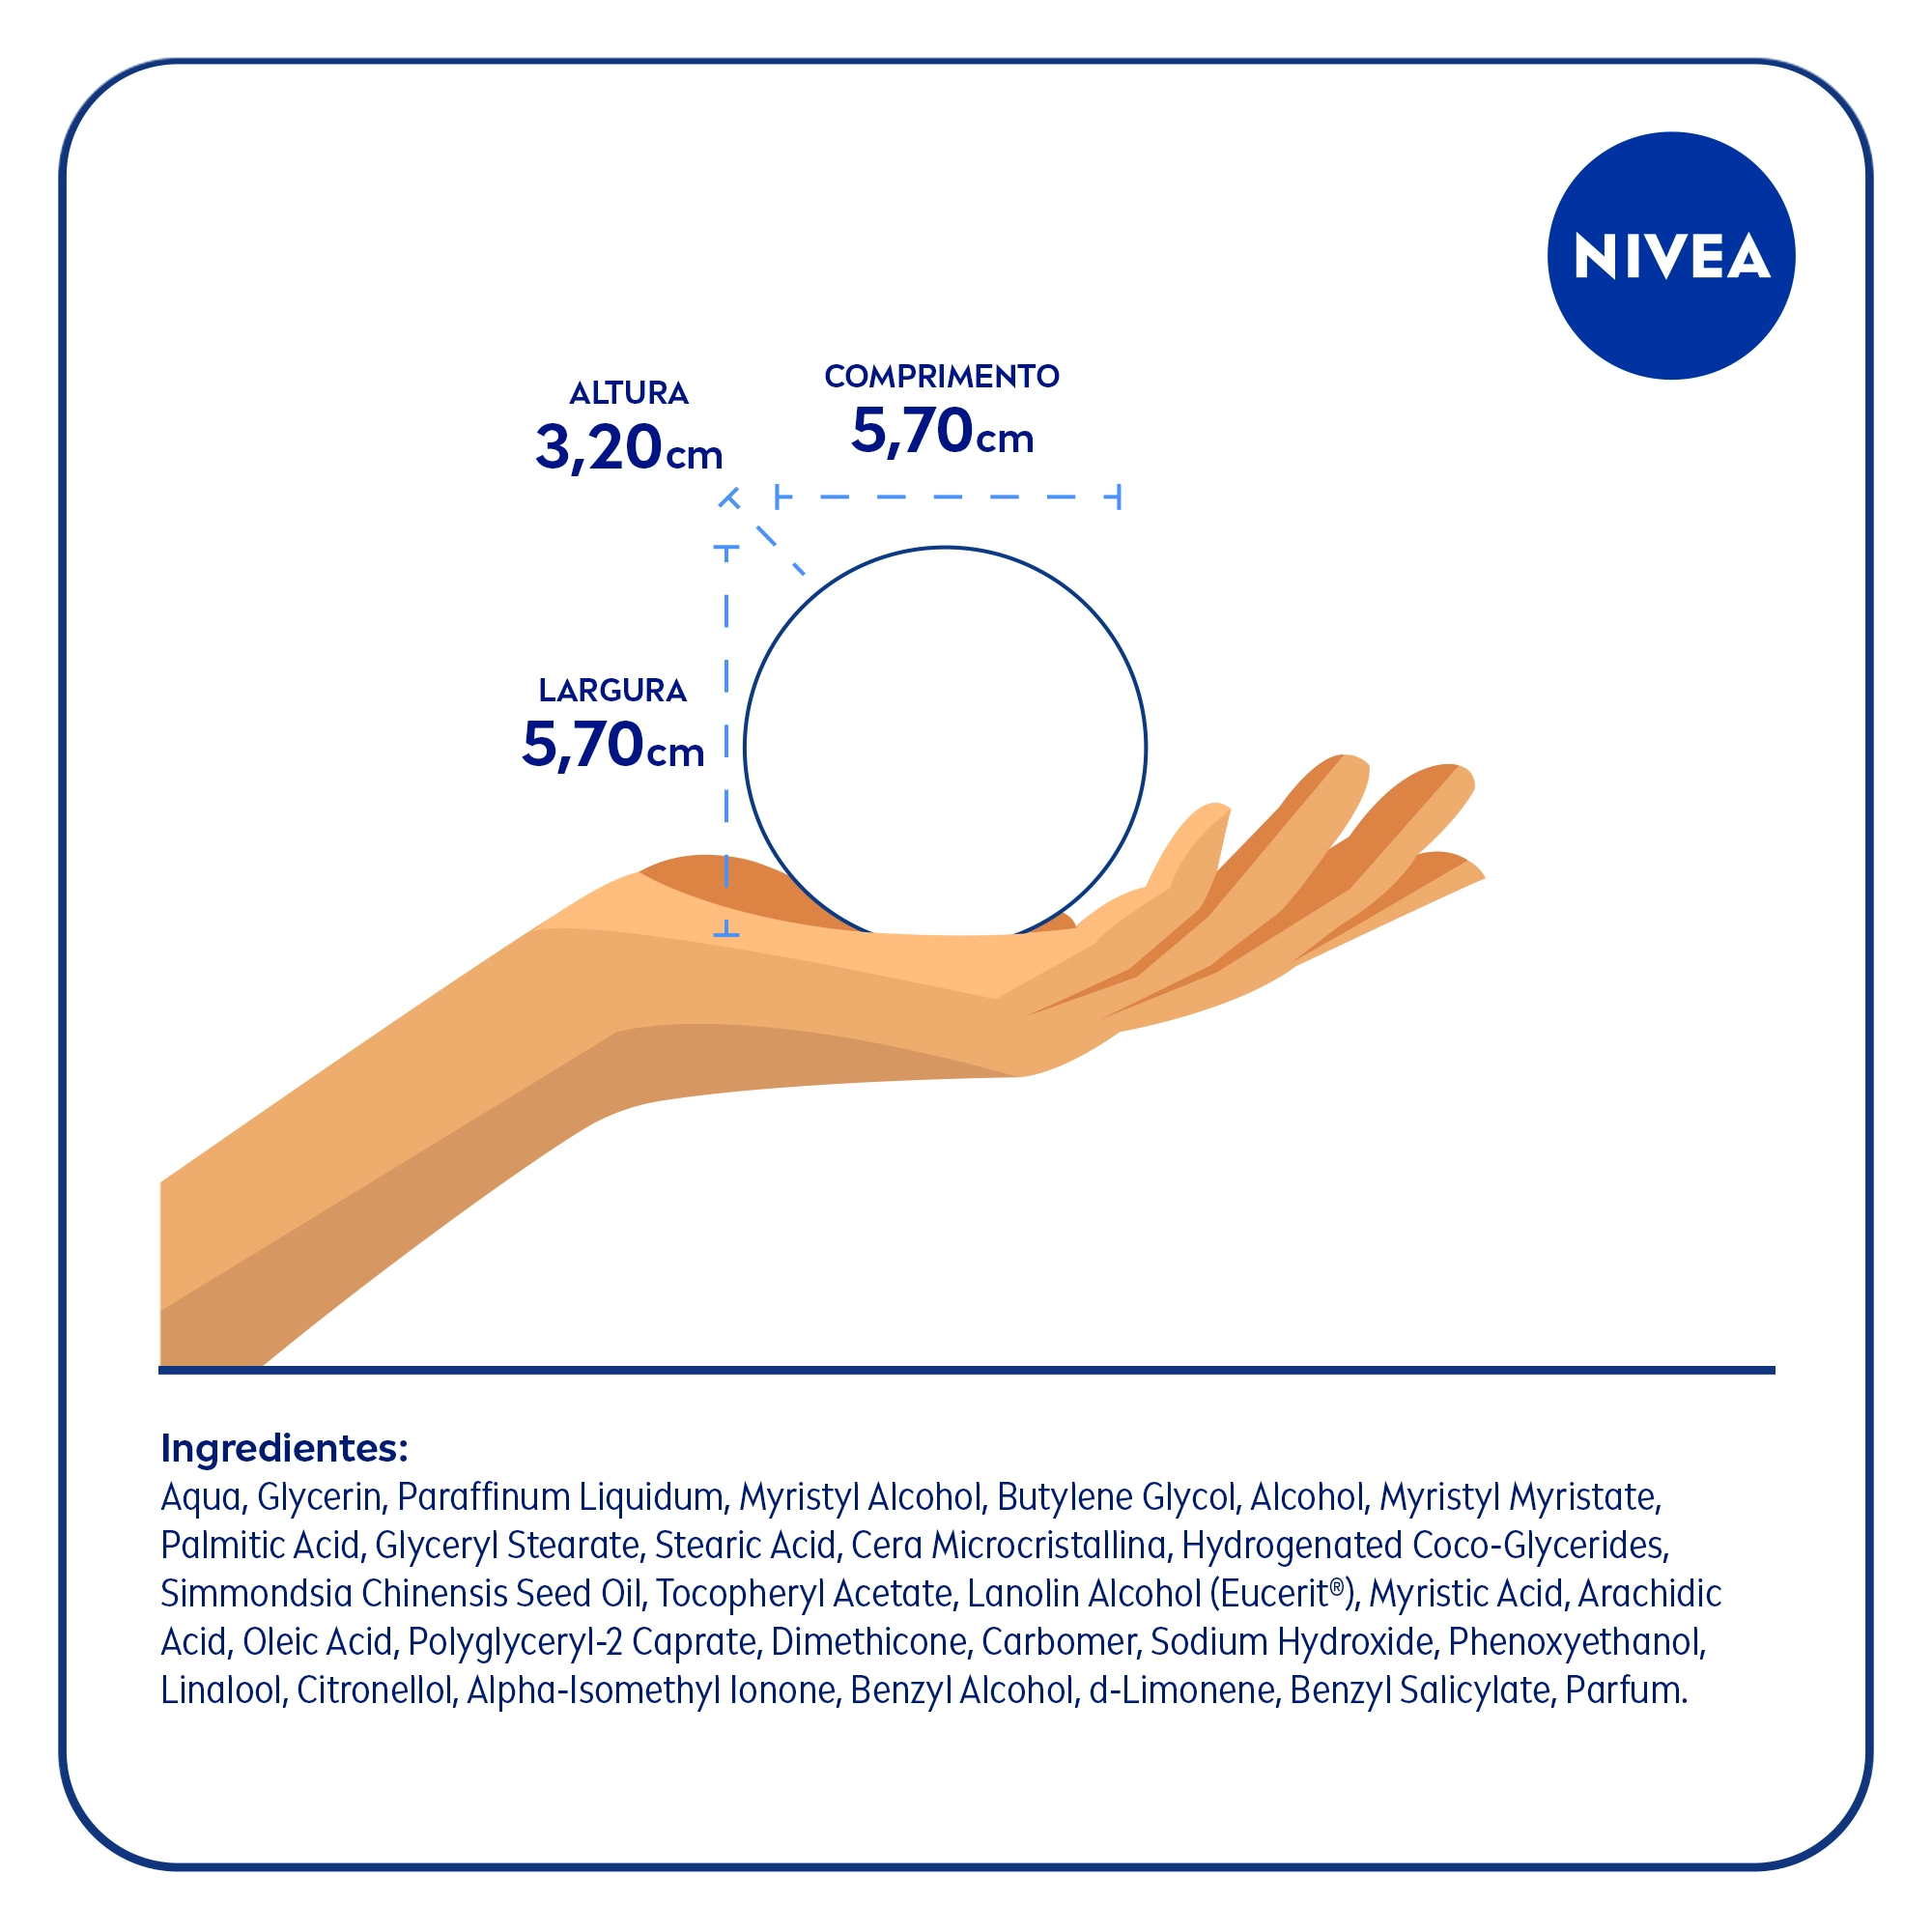 NIVEA
ALTURA
3,20cm
COMPRIMENTO
5,70cm
LARGURA
5,70cm
Ingredientes:
Aqua, Glycerin, Paraffinum Liquidum, Myristyl Alcohol, Butylene Glycol, Alcohol, Myristyl Myristate,
Palmitic Acid, Glyceryl Stearate, Stearic Acid, Cera Microcristallina, Hydrogenated Coco-Glycerides,
Simmondsia Chinensis Seed Oil, Tocopheryl Acetate, Lanolin Alcohol (Eucerit®), Myristic Acid, Arachidic
Acid, Oleic Acid, Polyglyceryl-2 Caprate, Dimethicone, Carbomer, Sodium Hydroxide, Phenoxyethanol,
Linalool, Citronellol, Alpha-Isomethyl Ionone, Benzyl Alcohol, d-Limonene, Benzyl Salicylate, Parfum.